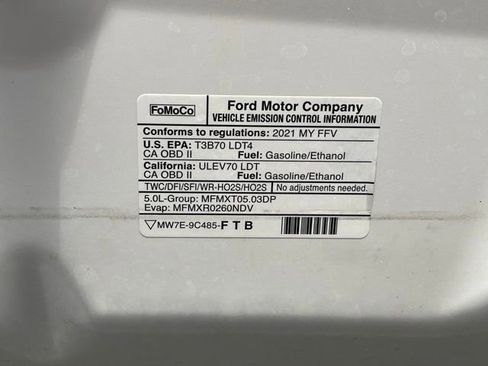 FoMoCo
Ford Motor Company
VEHICLE EMISSION CONTROL INFORMATION
Conforms to regulations: 2021 MY FFV
U.S. EPA: T3B70 LDT4
CA OBD II Fuel: Gasoline/Ethanol
California: ULEV70 LDT
CA OBD II Fuel: Gasoline/Ethanol
TWC/DFI/SFI/WR-HO2S/HO2S No adjustments needed.
5.0L-Group: MFMXT05.03DP
Evap: MFMXR0260NDV
MW7E-9C485-F T B